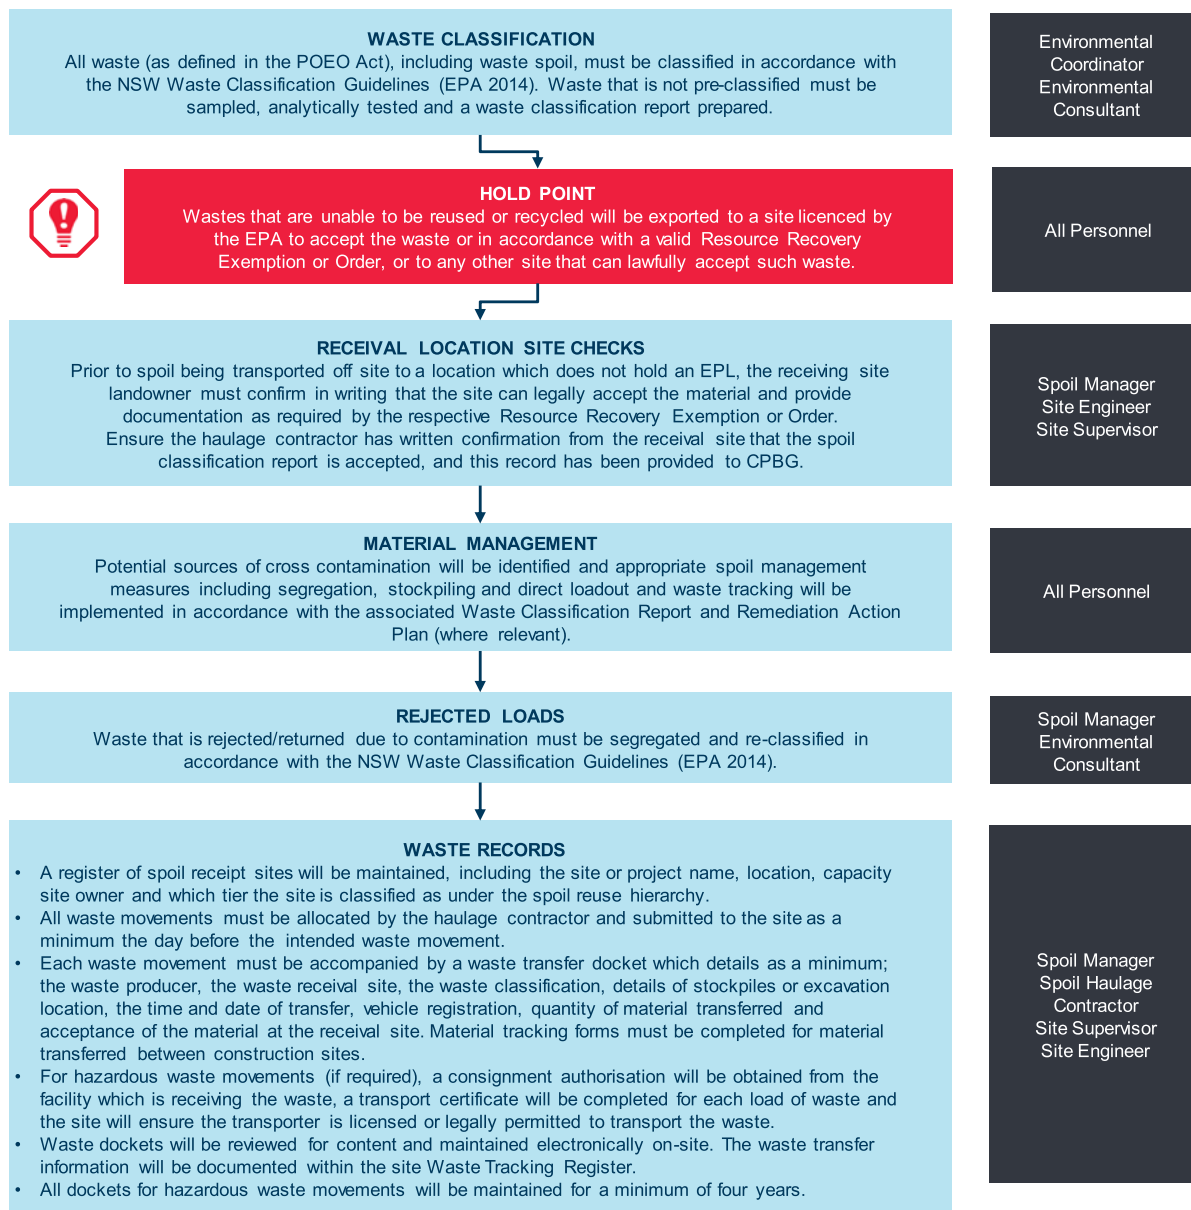 WASTE CLASSIFICATION
All waste (as defined in the POEO Act), including waste spoil, must be classified in accordance with
the NSW Waste Classification Guidelines (EPA 2014). Waste that is not pre-classified must be
sampled, analytically tested and a waste classification report prepared.
Environmental
Coordinator
Environmental
Consultant
HOLD POINT
Wastes that are unable to be reused or recycled will be exported to a site licenced by
the EPA to accept the waste or in accordance with a valid Resource Recovery
Exemption or Order, or to any other site that can lawfully accept such waste.
All Personnel
RECEIVAL LOCATION SITE CHECKS
Prior to spoil being transported off site to a location which does not hold an EPL, the receiving site
landowner must confirm in writing that the site can legally accept the material and provide
documentation as required by the respective Resource Recovery Exemption or Order.
Ensure the haulage contractor has written confirmation from the receival site that the spoil
classification report is accepted, and this record has been provided to CPBG.
Spoil Manager
Site Engineer
Site Supervisor
MATERIAL MANAGEMENT
Potential sources of cross contamination will be identified and appropriate spoil management
measures including segregation, stockpiling and direct loadout and waste tracking will be
implemented in accordance with the associated Waste Classification Report and Remediation Action
Plan (where relevant).
All Personnel
REJECTED LOADS
Waste that is rejected/returned due to contamination must be segregated and re-classified in
accordance with the NSW Waste Classification Guidelines (EPA 2014).
Spoil Manager
Environmental
Consultant
WASTE RECORDS
• A register of spoil receipt sites will be maintained, including the site or project name, location, capacity
site owner and which tier the site is classified as under the spoil reuse hierarchy.
• All waste movements must be allocated by the haulage contractor and submitted to the site as a
minimum the day before the intended waste movement.
• Each waste movement must be accompanied by a waste transfer docket which details as a minimum;
the waste producer, the waste receival site, the waste classification, details of stockpiles or excavation
location, the time and date of transfer, vehicle registration, quantity of material transferred and
acceptance of the material at the receival site. Material tracking forms must be completed for material
transferred between construction sites.
• For hazardous waste movements (if required), a consignment authorisation will be obtained from the
facility which is receiving the waste, a transport certificate will be completed for each load of waste and
the site will ensure the transporter is licensed or legally permitted to transport the waste.
• Waste dockets will be reviewed for content and maintained electronically on-site. The waste transfer
information will be documented within the site Waste Tracking Register.
• All dockets for hazardous waste movements will be maintained for a minimum of four years.
Spoil Manager
Spoil Haulage
Contractor
Site Supervisor
Site Engineer